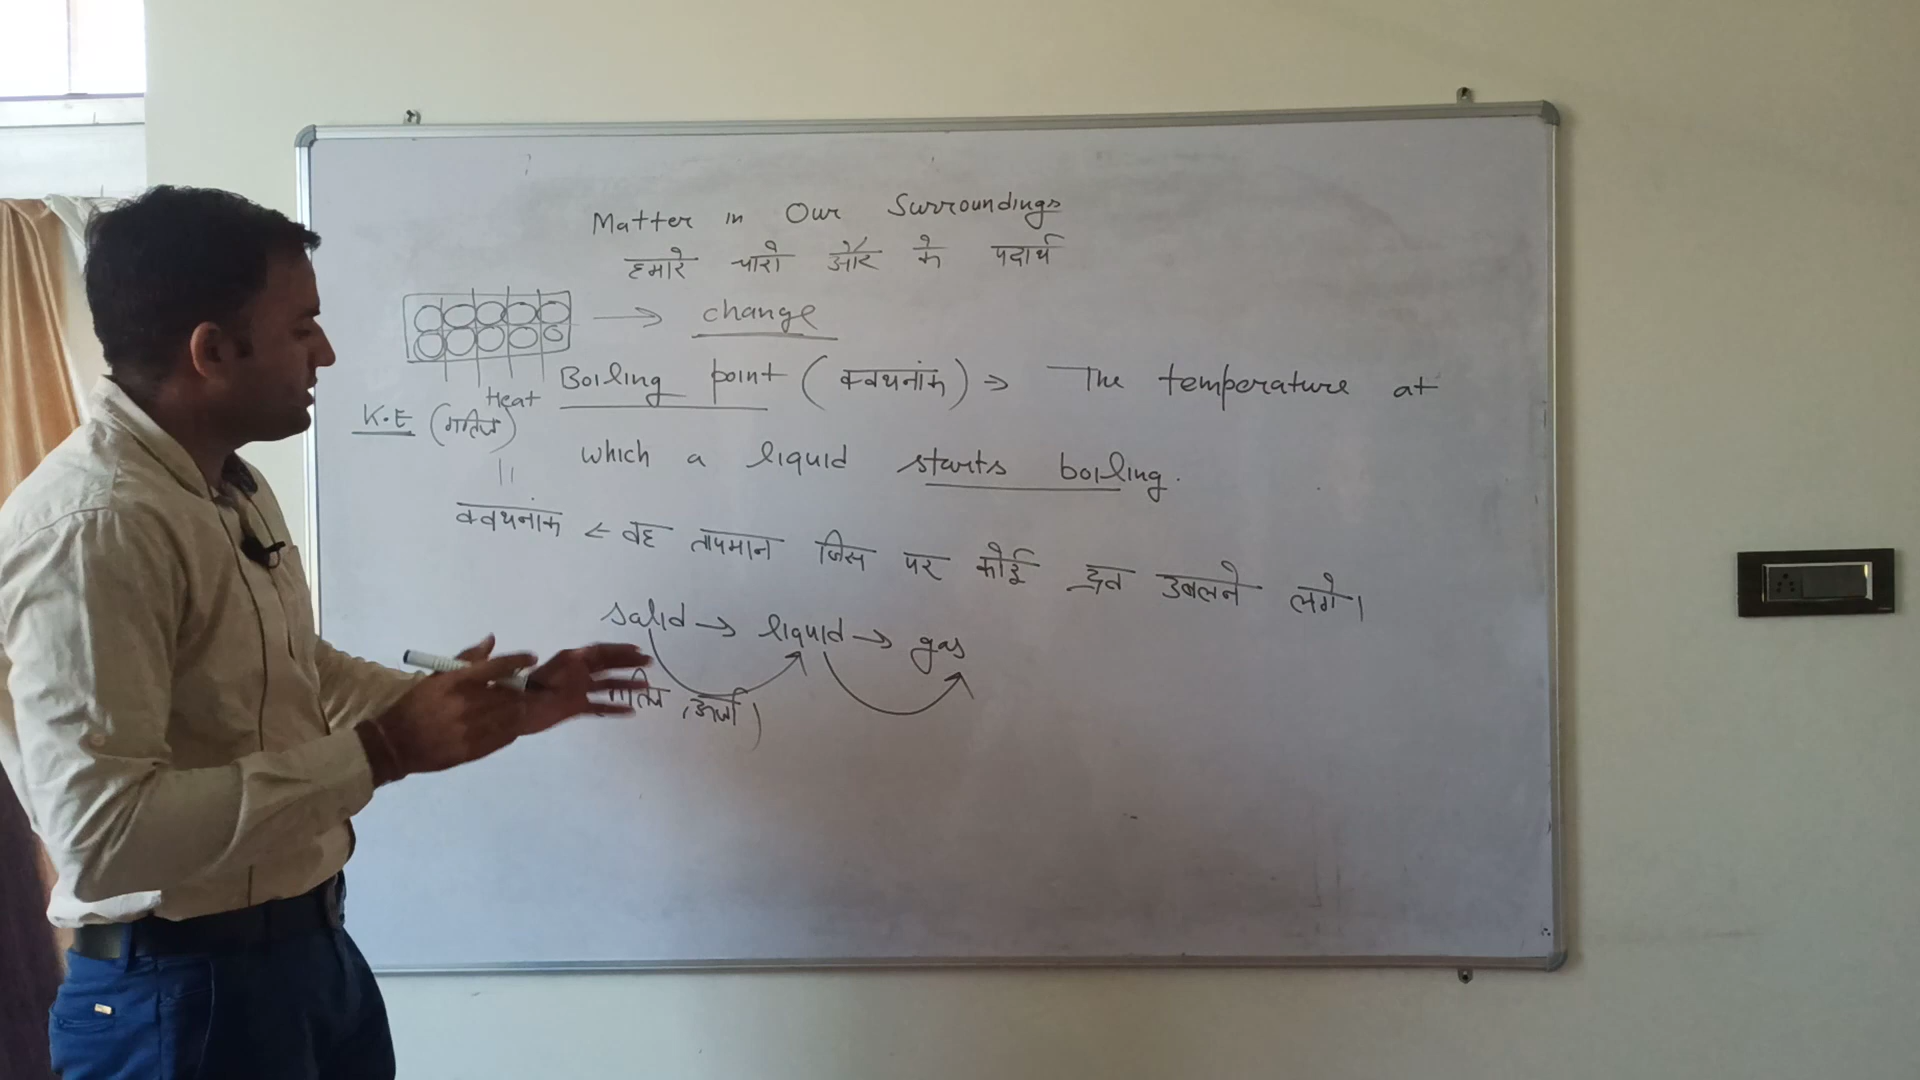 Matter in Our Surroundings
हमारे चारो और के पदार्थ
change
Heat
Boiling point (क्वथनांक) ⇒ The temperature at
K.E (गतिज)
which a liquid starts boiling.
क्वथनांक ← वह तापमान जिस पर कोई द्रव उबलने लगे।
Salid → liquid → gas
गतिज ऊर्जा)